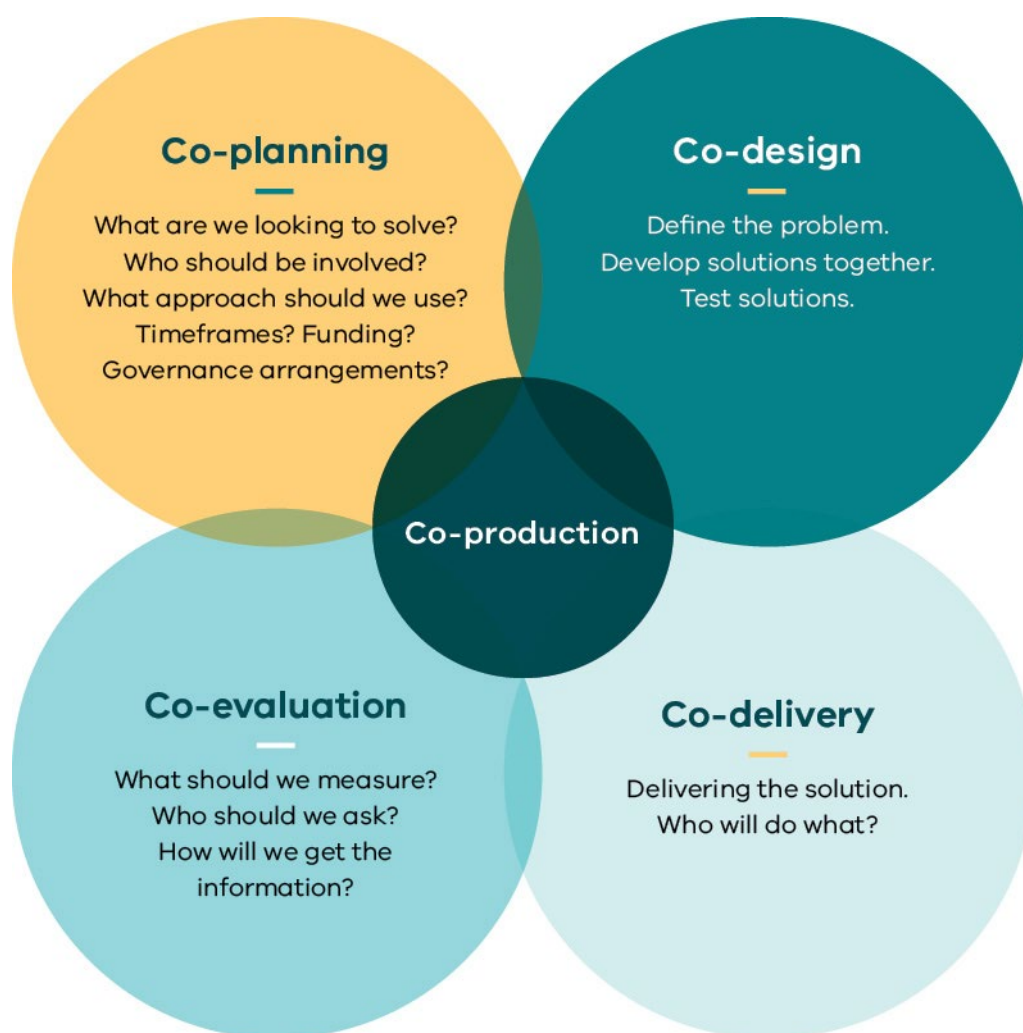 Co-planning
What are we looking to solve?
Who should be involved?
What approach should we use?
Timeframes? Funding?
Governance arrangements?
Co-design
Define the problem.
Develop solutions together.
Test solutions.
Co-production
Co-evaluation
What should we measure?
Who should we ask?
How will we get the
information?
Co-delivery
Delivering the solution.
Who will do what?